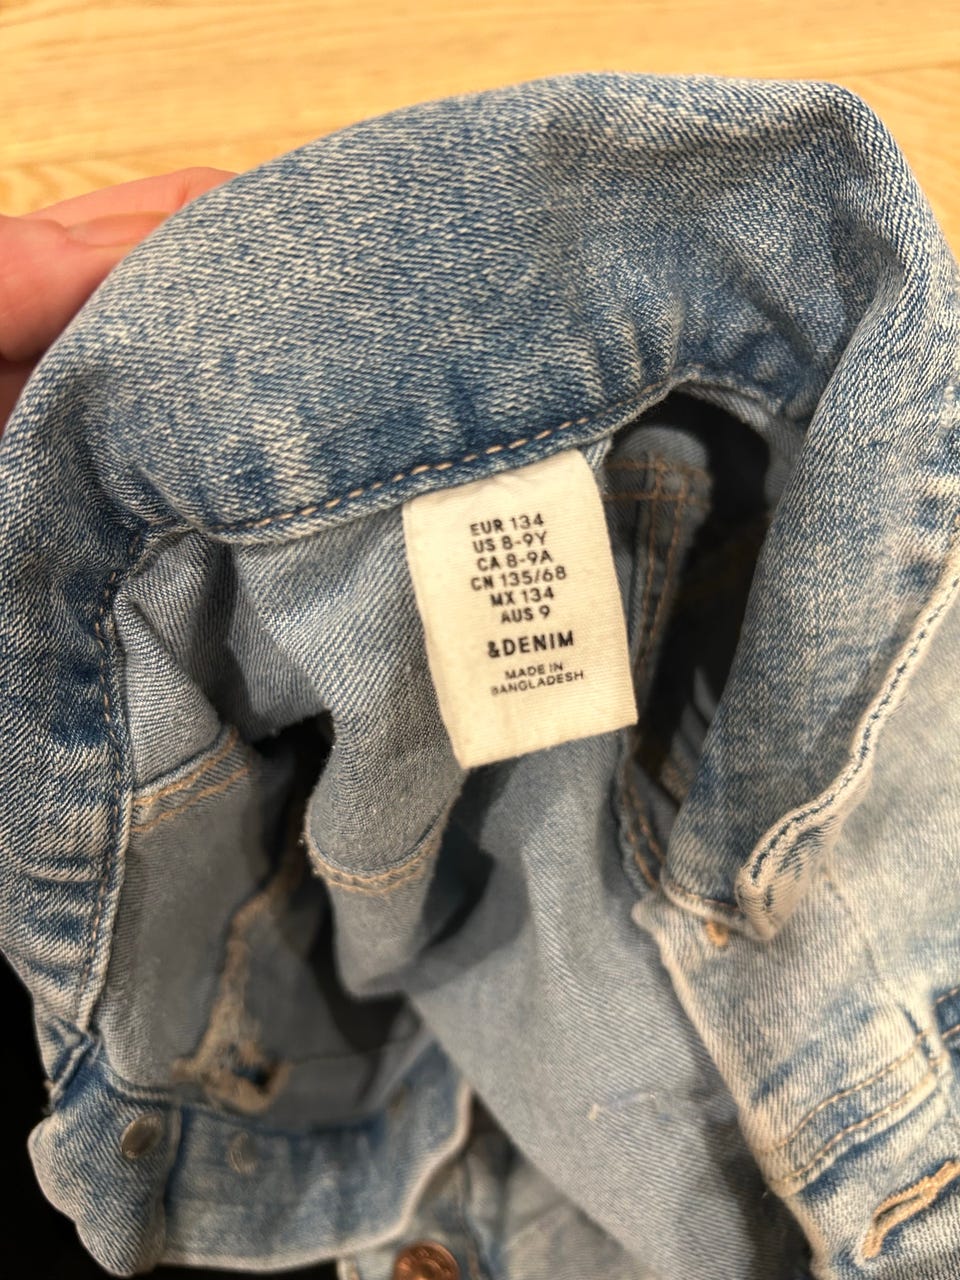 EUR 134
US 8-9Y
CA 8-9A
CN 135/68
MX 134
AUS 9
&DENIM
MADE IN
BANGLADESH